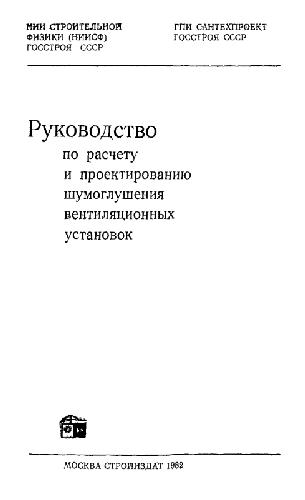 НИИ СТРОИТЕЛЬНОЙ
ФИЗИКИ (НИИСФ)
ГОССТРОЯ СССР
ГПИ САНТЕХПРОЕКТ
ГОССТРОЯ СССР
Руководство
по расчету
и проектированию
шумоглушения
вентиляционных
установок
МОСКВА СТРОЙИЗДАТ 1982